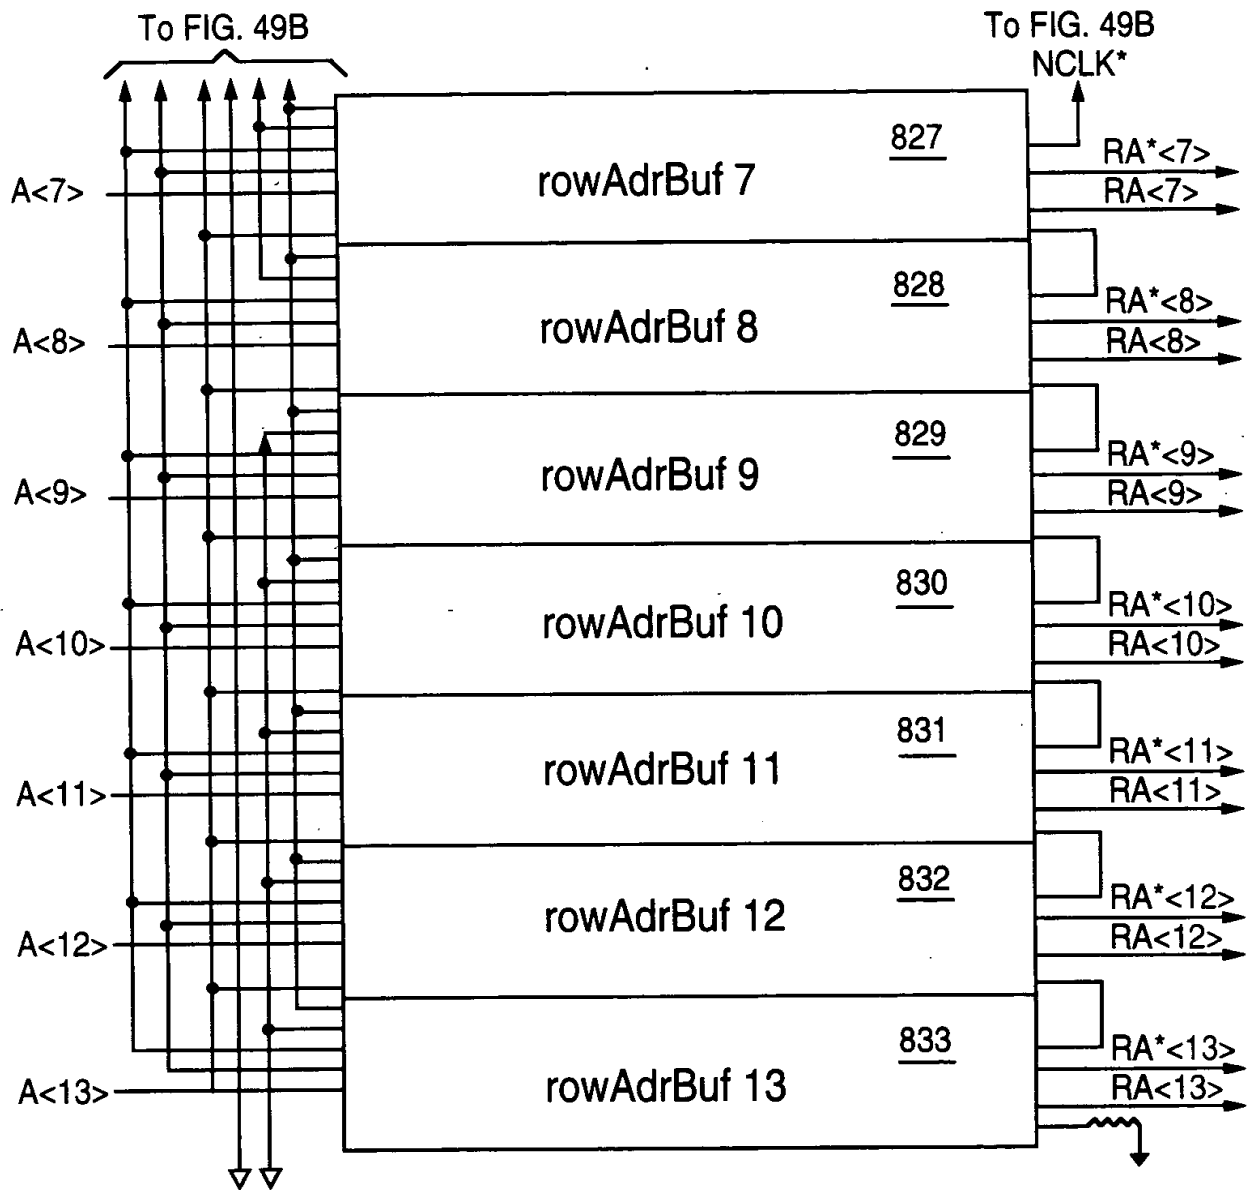 To FIG. 49B
To FIG. 49B
NCLK*
827
rowAdrBuf 7
A<7>
RA*<7>
RA<7>
828
rowAdrBuf 8
A<8>
RA*<8>
RA<8>
829
rowAdrBuf 9
A<9>
RA*<9>
RA<9>
830
rowAdrBuf 10
A<10>
RA*<10>
RA<10>
831
rowAdrBuf 11
A<11>
RA*<11>
RA<11>
832
rowAdrBuf 12
A<12>
RA*<12>
RA<12>
833
rowAdrBuf 13
A<13>
RA*<13>
RA<13>